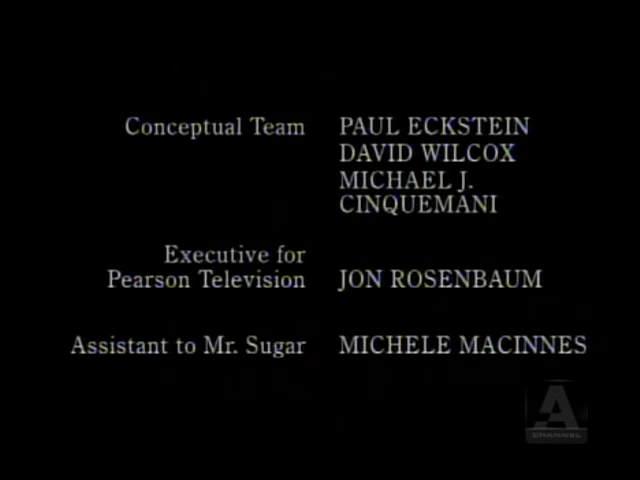 Conceptual Team PAUL ECKSTEIN
DAVID WILCOX
MICHAEL J.
CINQUEMANI
Executive for
Pearson Television JON ROSENBAUM
Assistant to Mr. Sugar MICHELE MACINNES
A
CHANNEL